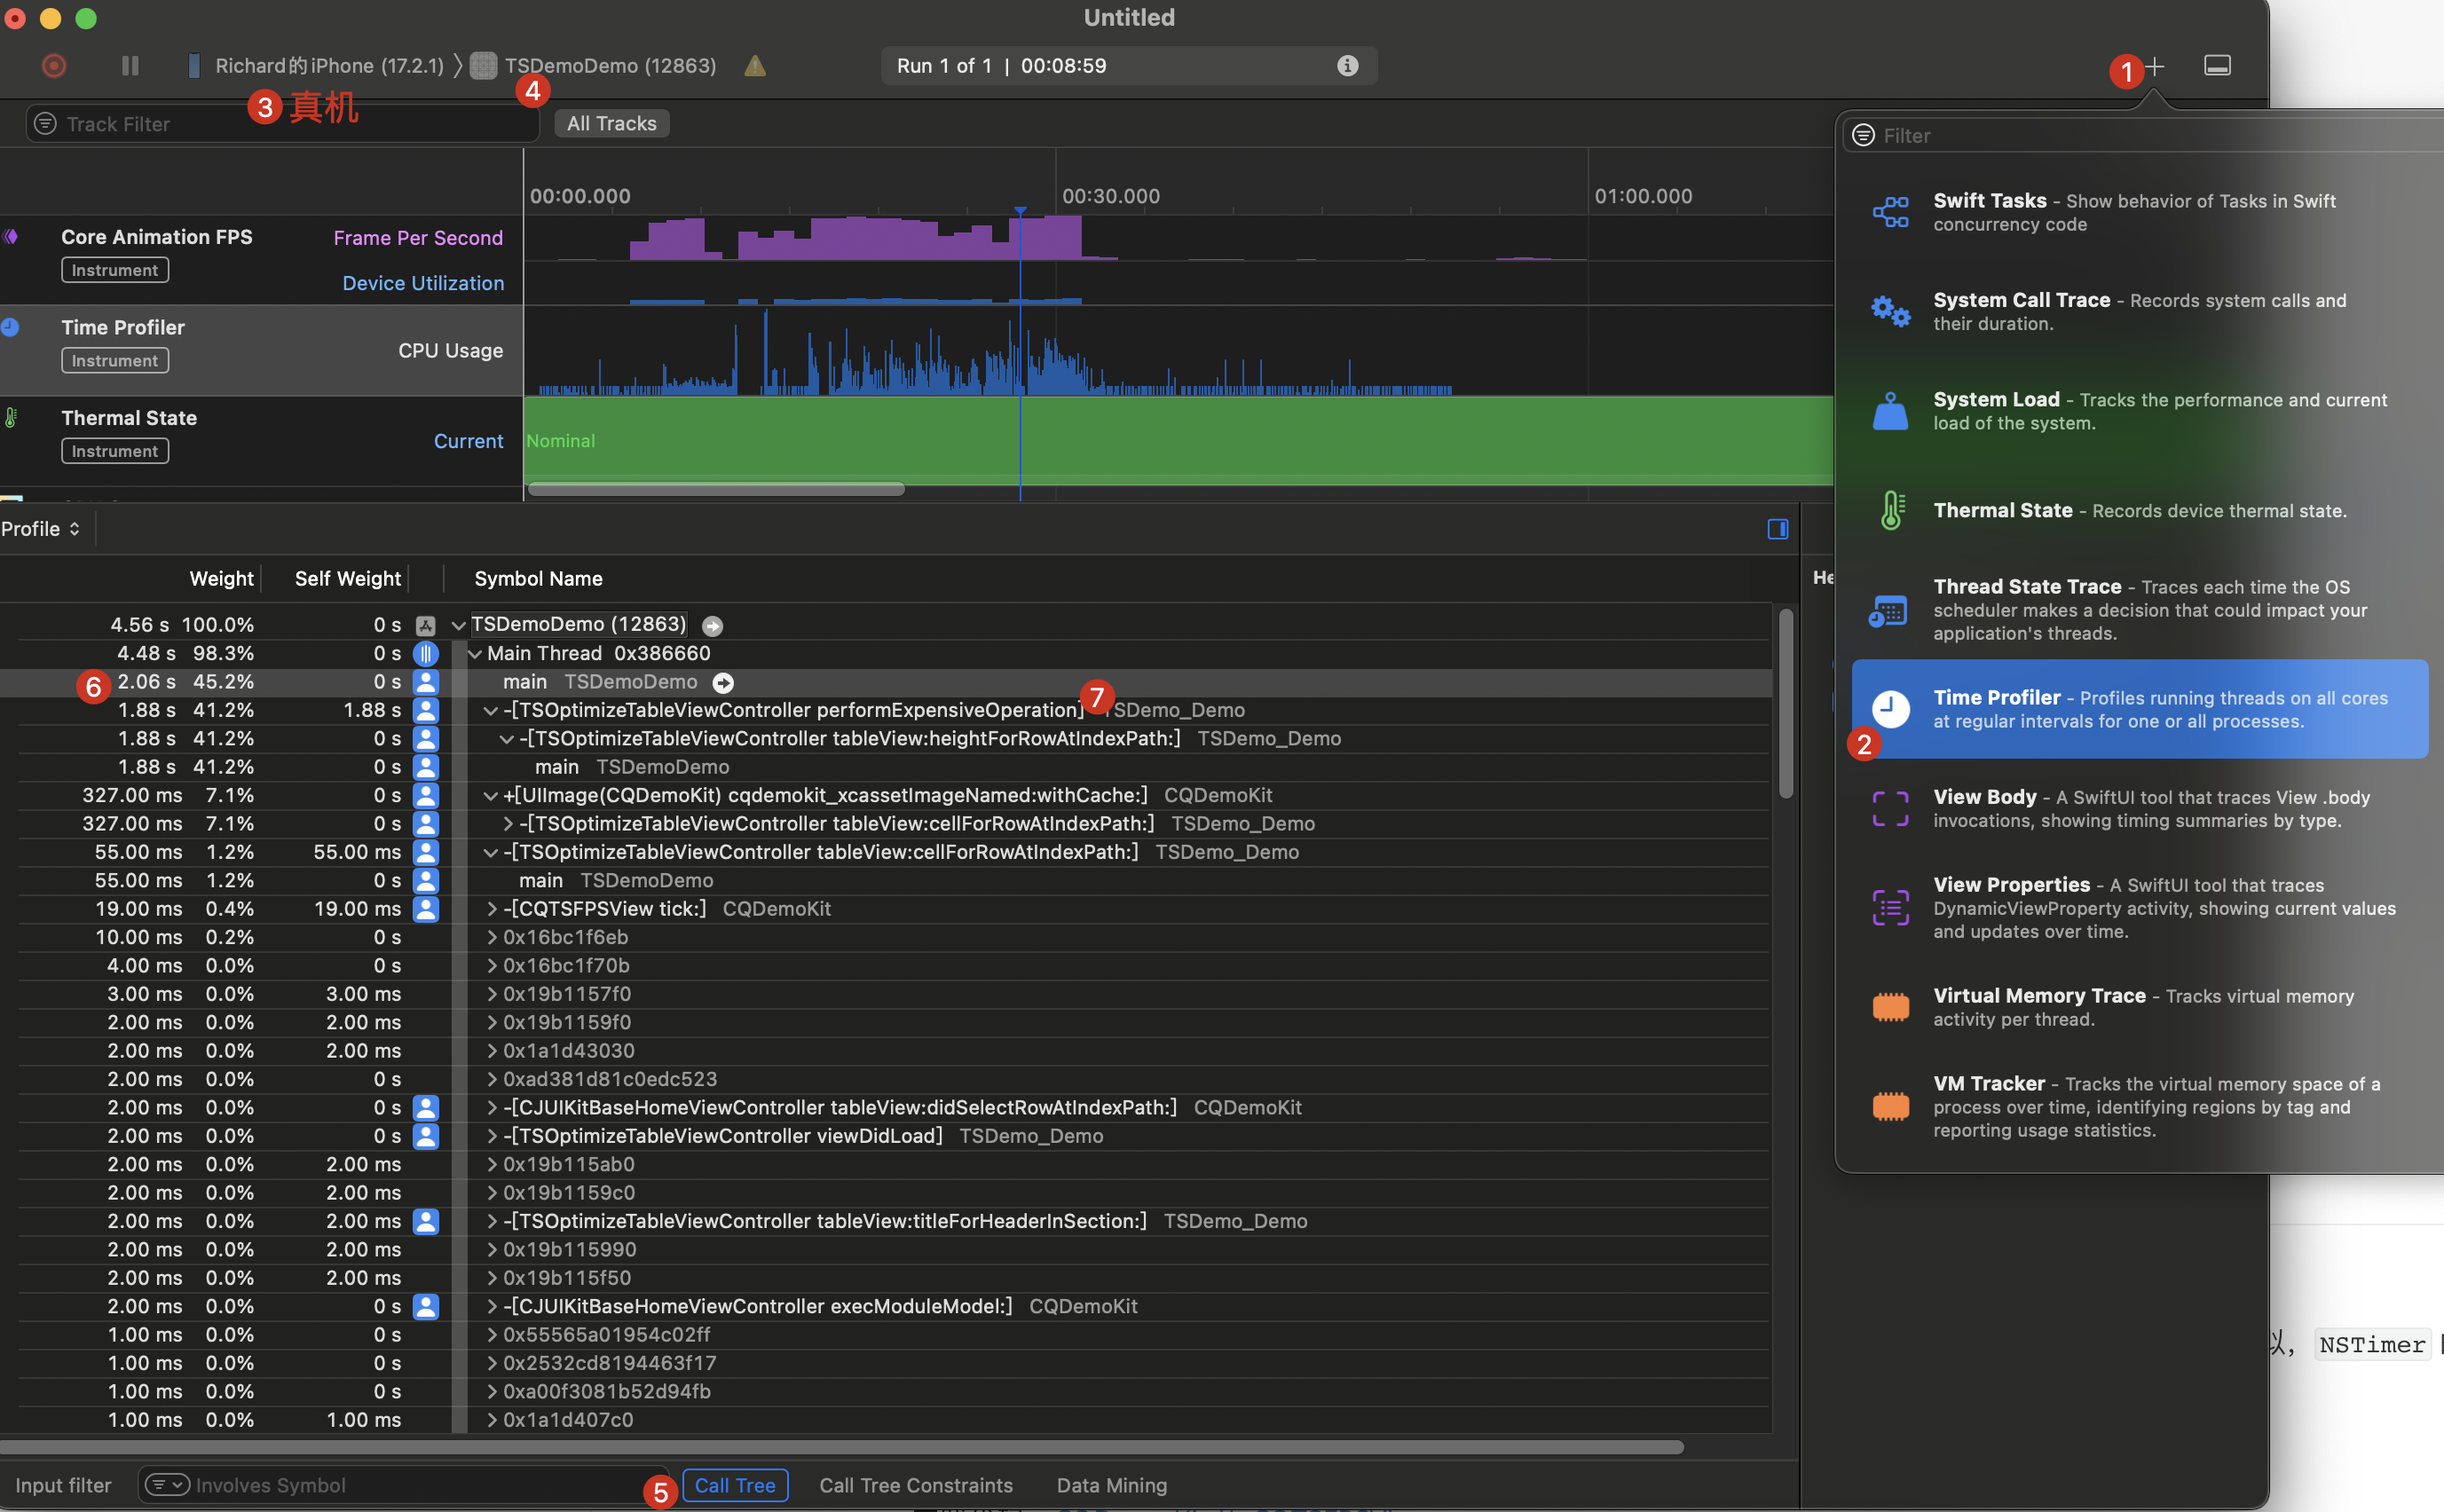 Untitled
Richard的iPhone (17.2.1) 〉 TSDemoDemo (12863)
Run 1 of 1 | 00:08:59
1
3 真机
4
Track Filter
All Tracks
00:00.000
00:30.000
01:00.000
Core Animation FPS
Frame Per Second
Instrument
Device Utilization
Time Profiler
Instrument
CPU Usage
Thermal State
Instrument
Current
Nominal
Profile
Weight Self Weight Symbol Name
4.56 s 100.0% 0 s TSDemoDemo (12863)
4.48 s 98.3% 0 s Main Thread 0x386660
6 2.06 s 45.2% 0 s main TSDemoDemo
7
1.88 s 41.2% 1.88 s -[TSOptimizeTableViewController performExpensiveOperation] TSDemo_Demo
1.88 s 41.2% 0 s -[TSOptimizeTableViewController tableView:heightForRowAtIndexPath:] TSDemo_Demo
1.88 s 41.2% 0 s main TSDemoDemo
327.00 ms 7.1% 0 s +[UIImage(CQDemoKit) cqdemokit_xcassetImageNamed:withCache:] CQDemoKit
327.00 ms 7.1% 0 s -[TSOptimizeTableViewController tableView:cellForRowAtIndexPath:] TSDemo_Demo
55.00 ms 1.2% 55.00 ms -[TSOptimizeTableViewController tableView:cellForRowAtIndexPath:] TSDemo_Demo
55.00 ms 1.2% 0 s main TSDemoDemo
19.00 ms 0.4% 19.00 ms -[CQTSFPSView tick:] CQDemoKit
10.00 ms 0.2% 0 s 0x16bc1f6eb
4.00 ms 0.0% 0 s 0x16bc1f70b
3.00 ms 0.0% 3.00 ms 0x19b1157f0
2.00 ms 0.0% 2.00 ms 0x19b1159f0
2.00 ms 0.0% 2.00 ms 0x1a1d43030
2.00 ms 0.0% 0 s 0xad381d81c0edc523
2.00 ms 0.0% 0 s -[CJUIKitBaseHomeViewController tableView:didSelectRowAtIndexPath:] CQDemoKit
2.00 ms 0.0% 0 s -[TSOptimizeTableViewController viewDidLoad] TSDemo_Demo
2.00 ms 0.0% 2.00 ms 0x19b115ab0
2.00 ms 0.0% 2.00 ms 0x19b1159c0
2.00 ms 0.0% 2.00 ms -[TSOptimizeTableViewController tableView:titleForHeaderInSection:] TSDemo_Demo
2.00 ms 0.0% 2.00 ms 0x19b115990
2.00 ms 0.0% 2.00 ms 0x19b115f50
2.00 ms 0.0% 0 s -[CJUIKitBaseHomeViewController execModuleModel:] CQDemoKit
1.00 ms 0.0% 0 s 0x55565a01954c02ff
1.00 ms 0.0% 0 s 0x2532cd8194463f17
1.00 ms 0.0% 0 s 0xa00f3081b52d94fb
1.00 ms 0.0% 1.00 ms 0x1a1d407c0
Input filter
Involves Symbol
5
Call Tree
Call Tree Constraints
Data Mining
He
Filter
Swift Tasks – Show behavior of Tasks in Swift
concurrency code
System Call Trace – Records system calls and
their duration.
System Load – Tracks the performance and current
load of the system.
Thermal State – Records device thermal state.
Thread State Trace – Traces each time the OS
scheduler makes a decision that could impact your
application's threads.
Time Profiler – Profiles running threads on all cores
at regular intervals for one or all processes.
2
View Body – A SwiftUI tool that traces View .body
invocations, showing timing summaries by type.
View Properties – A SwiftUI tool that traces
DynamicViewProperty activity, showing current values
and updates over time.
Virtual Memory Trace – Tracks virtual memory
activity per thread.
VM Tracker – Tracks the virtual memory space of a
process over time, identifying regions by tag and
reporting usage statistics.
NSTimer